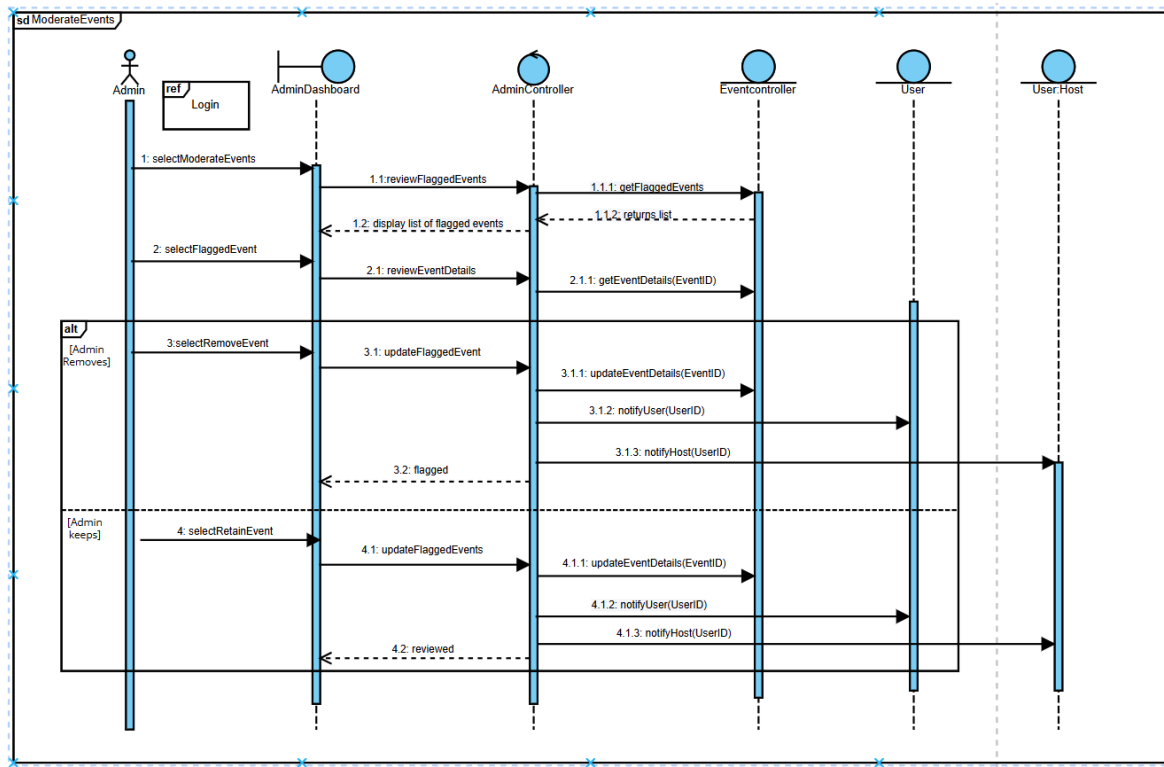 sd ModerateEvents
Admin
ref
Login
AdminDashboard
AdminController
Eventcontroller
User
User:Host
1: selectModerateEvents
1.1:reviewFlaggedEvents
1.1.1: getFlaggedEvents
1.1.2: returns list
1.2: display list of flagged events
2: selectFlaggedEvent
2.1: reviewEventDetails
2.1.1: getEventDetails(EventID)
alt
[Admin
Removes]
3:selectRemoveEvent
3.1: updateFlaggedEvent
3.1.1: updateEventDetails(EventID)
3.1.2: notifyUser(UserID)
3.1.3: notifyHost(UserID)
3.2: flagged
[Admin
keeps]
4: selectRetainEvent
4.1: updateFlaggedEvents
4.1.1: updateEventDetails(EventID)
4.1.2: notifyUser(UserID)
4.1.3: notifyHost(UserID)
4.2: reviewed